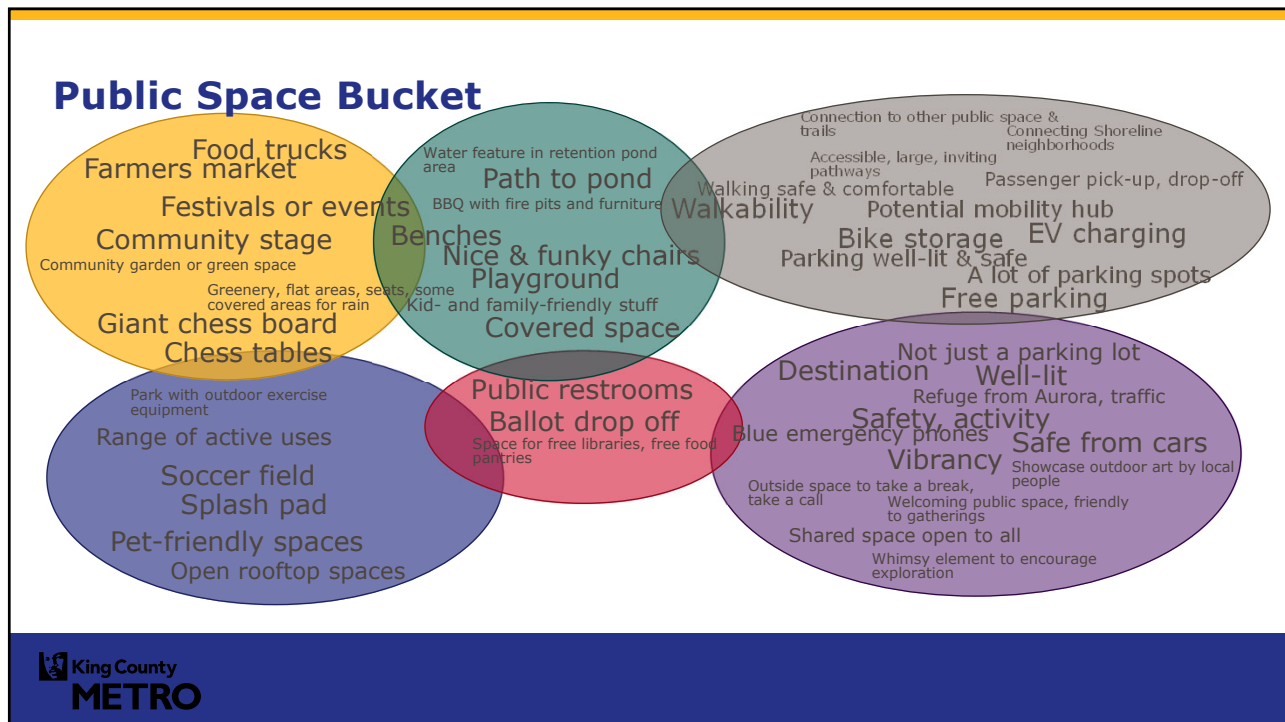 Public Space Bucket
Food trucks
Farmers market
Festivals or events
Community stage
Community garden or green space
Greenery, flat areas, seats, some
covered areas for rain
Giant chess board
Chess tables
Water feature in retention pond
area
Path to pond
BBQ with fire pits and furniture
Benches
Nice & funky chairs
Playground
Kid- and family-friendly stuff
Covered space
Connection to other public space &
trails
Connecting Shoreline
neighborhoods
Accessible, large, inviting
pathways
Passenger pick-up, drop-off
Walking safe & comfortable
Walkability
Potential mobility hub
Bike storage
EV charging
Parking well-lit & safe
A lot of parking spots
Free parking
Park with outdoor exercise
equipment
Range of active uses
Soccer field
Splash pad
Pet-friendly spaces
Open rooftop spaces
Public restrooms
Ballot drop off
Space for free libraries, free food
pantries
Not just a parking lot
Destination
Well-lit
Refuge from Aurora, traffic
Safety, activity
Blue emergency phones
Safe from cars
Vibrancy
Showcase outdoor art by local
people
Outside space to take a break,
take a call
Welcoming public space, friendly
to gatherings
Shared space open to all
Whimsy element to encourage
exploration
King County
METRO